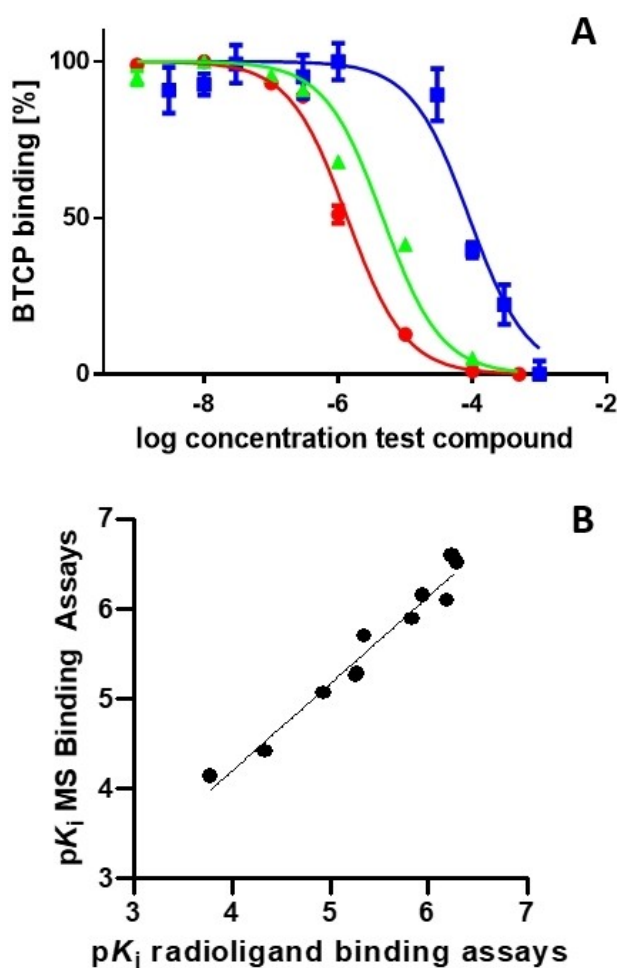 A
BTCP binding [%]
100
50
0
-8 -6 -4 -2
log concentration test compound
B
pKi MS Binding Assays
7
6
5
4
3
3 4 5 6 7
pKi radioligand binding assays